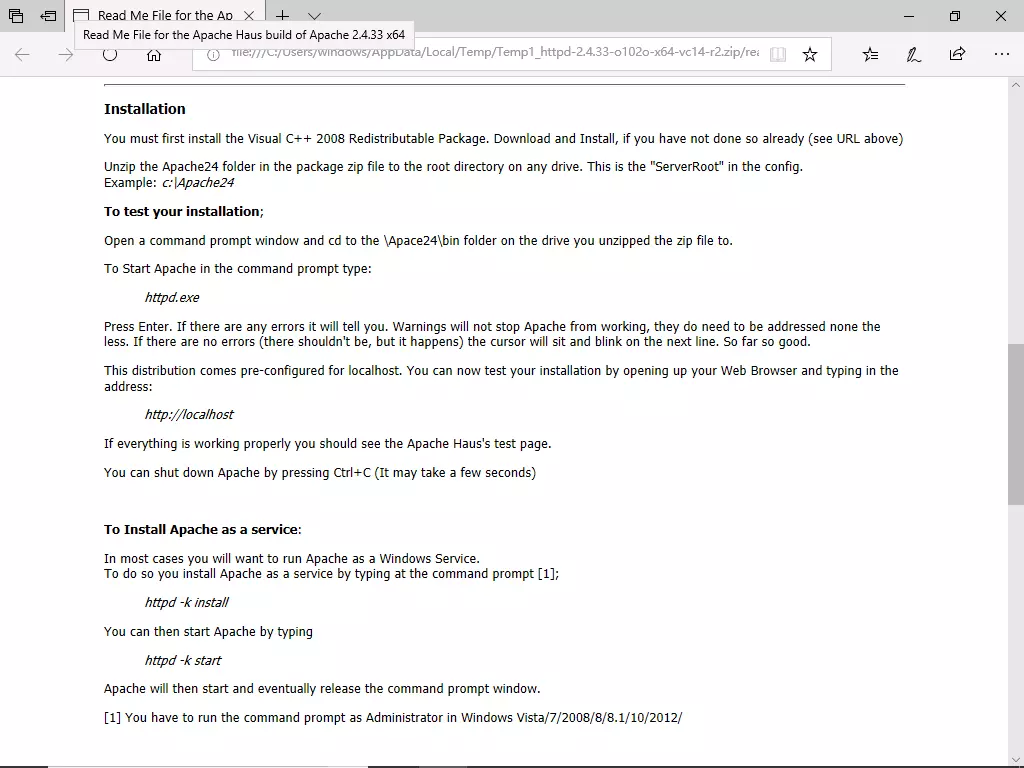 Read Me File for the Ap
Read Me File for the Apache Haus build of Apache 2.4.33 x64
file:///C:/Users/windows/AppData/Local/Temp/Temp1_httpd-2.4.33-o102o-x64-vc14-r2.zip/rea
Installation
You must first install the Visual C++ 2008 Redistributable Package. Download and Install, if you have not done so already (see URL above)
Unzip the Apache24 folder in the package zip file to the root directory on any drive. This is the "ServerRoot" in the config.
Example: c:\Apache24
To test your installation;
Open a command prompt window and cd to the \Apace24\bin folder on the drive you unzipped the zip file to.
To Start Apache in the command prompt type:
httpd.exe
Press Enter. If there are any errors it will tell you. Warnings will not stop Apache from working, they do need to be addressed none the
less. If there are no errors (there shouldn't be, but it happens) the cursor will sit and blink on the next line. So far so good.
This distribution comes pre-configured for localhost. You can now test your installation by opening up your Web Browser and typing in the
address:
http://localhost
If everything is working properly you should see the Apache Haus's test page.
You can shut down Apache by pressing Ctrl+C (It may take a few seconds)
To Install Apache as a service:
In most cases you will want to run Apache as a Windows Service.
To do so you install Apache as a service by typing at the command prompt [1];
httpd -k install
You can then start Apache by typing
httpd -k start
Apache will then start and eventually release the command prompt window.
[1] You have to run the command prompt as Administrator in Windows Vista/7/2008/8/8.1/10/2012/